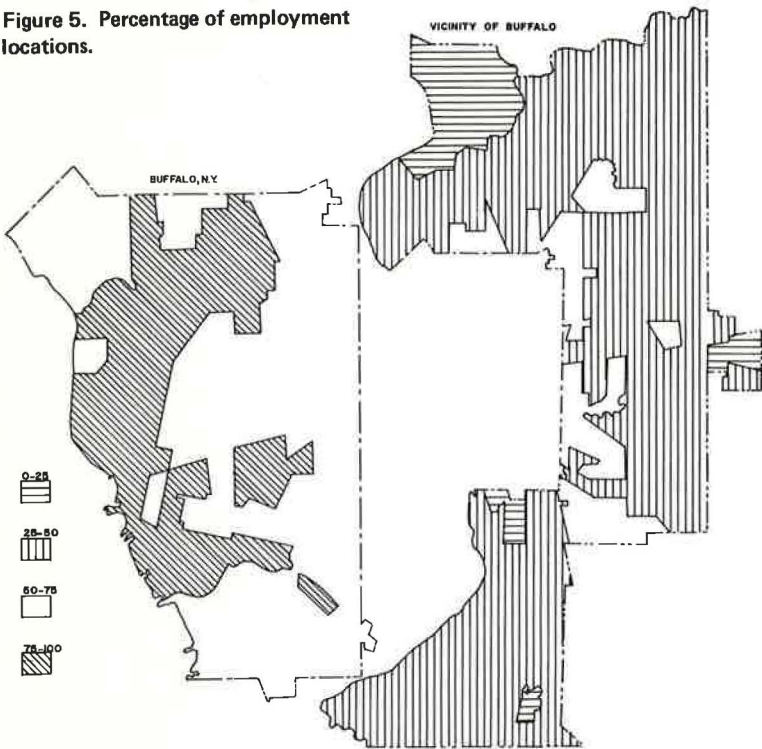 Figure 5. Percentage of employment
locations.
VICINITY OF BUFFALO
BUFFALO, N.Y.
0-25
25-50
50-75
75-100